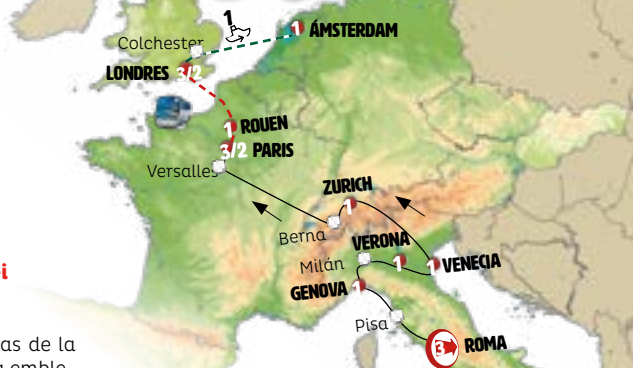 1
1 ÁMSTERDAM
Colchester
LONDRES 3/2
1 ROUEN
3/2 PARIS
Versalles
ZURICH
1
Berna
VERONA
Milán
1
1 VENECIA
GENOVA 1
Pisa
3 ROMA
i
as de la